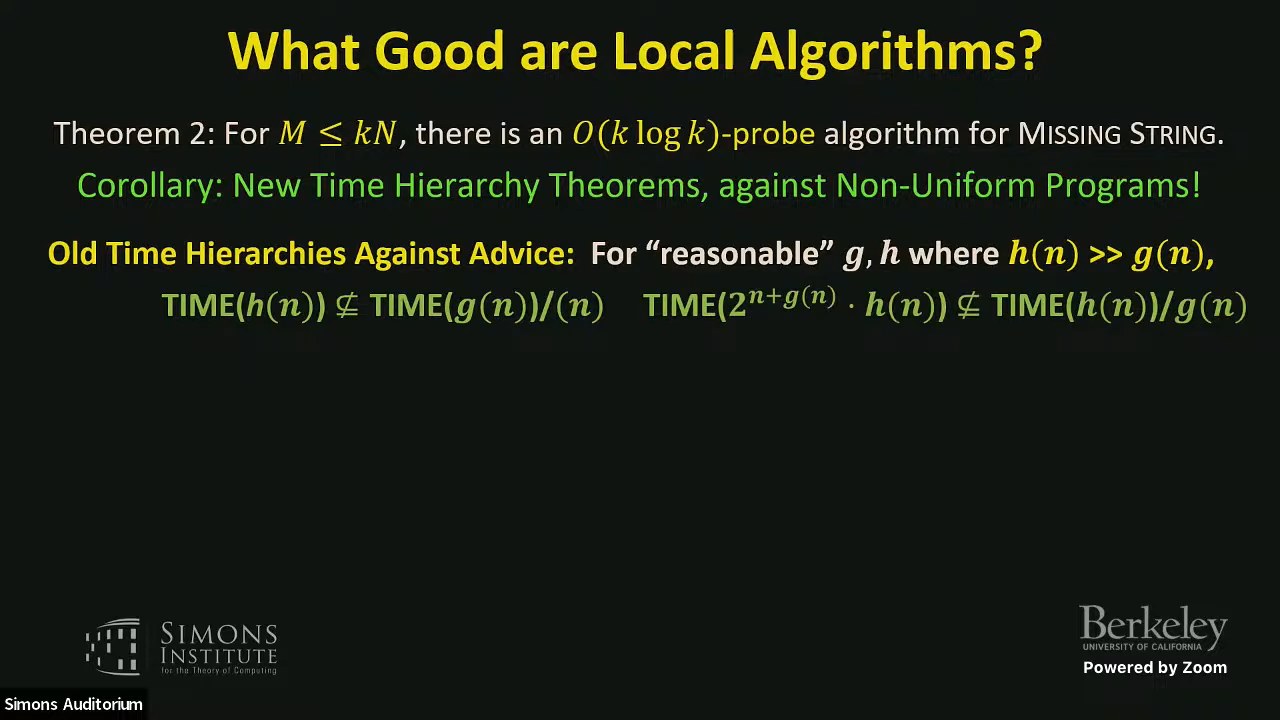 What Good are Local Algorithms?
Theorem 2: For M ≤ kN, there is an O(k log k)-probe algorithm for MISSING STRING.
Corollary: New Time Hierarchy Theorems, against Non-Uniform Programs!
Old Time Hierarchies Against Advice: For “reasonable” g, h where h(n) >> g(n),
TIME(h(n)) ⊈ TIME(g(n))/(n) TIME(2^{n+g(n)} · h(n)) ⊈ TIME(h(n))/g(n)
SIMONS
INSTITUTE
for the Theory of Computing
Berkeley
UNIVERSITY OF CALIFORNIA
Powered by Zoom
Simons Auditorium